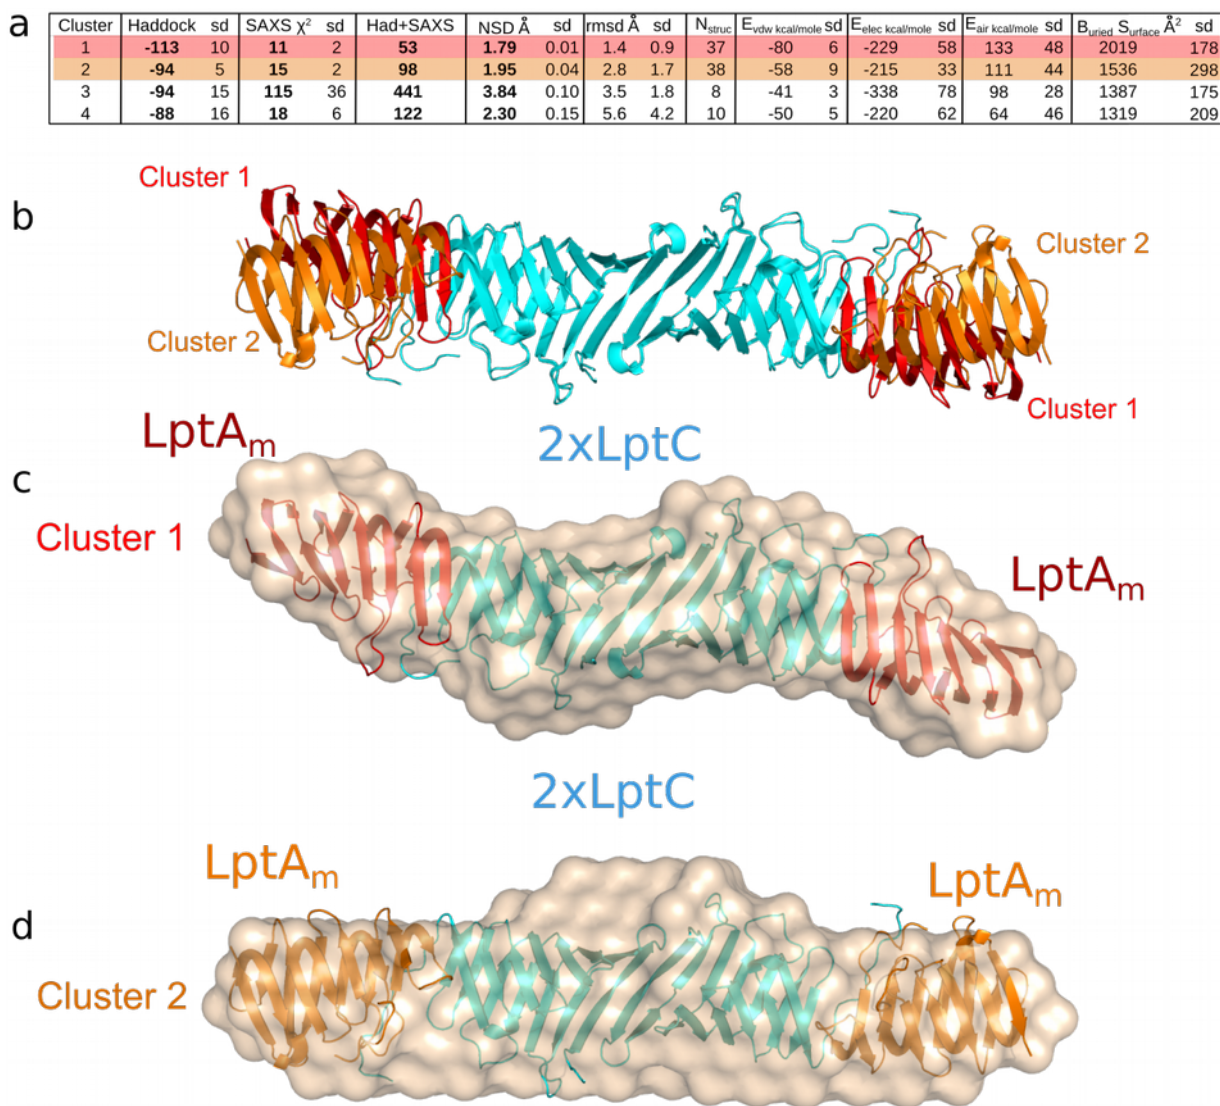 a
Cluster Haddock sd SAXS χ² sd Had+SAXS NSD Å sd rmsd Å sd Nstruc Evdw kcal/mole sd Eelec kcal/mole sd Eair kcal/mole sd Buried Surface Å² sd
1 -113 10 11 2 53 1.79 0.01 1.4 0.9 37 -80 6 -229 58 133 48 2019 178
2 -94 5 15 2 98 1.95 0.04 2.8 1.7 38 -58 9 -215 33 111 44 1536 298
3 -94 15 115 36 441 3.84 0.10 3.5 1.8 8 -41 3 -338 78 98 28 1387 175
4 -88 16 18 6 122 2.30 0.15 5.6 4.2 10 -50 5 -220 62 64 46 1319 209
Cluster 1
b
Cluster 2
Cluster 2
Cluster 1
LptAm
2xLptC
c
Cluster 1
LptAm
2xLptC
LptAm
LptAm
d
Cluster 2